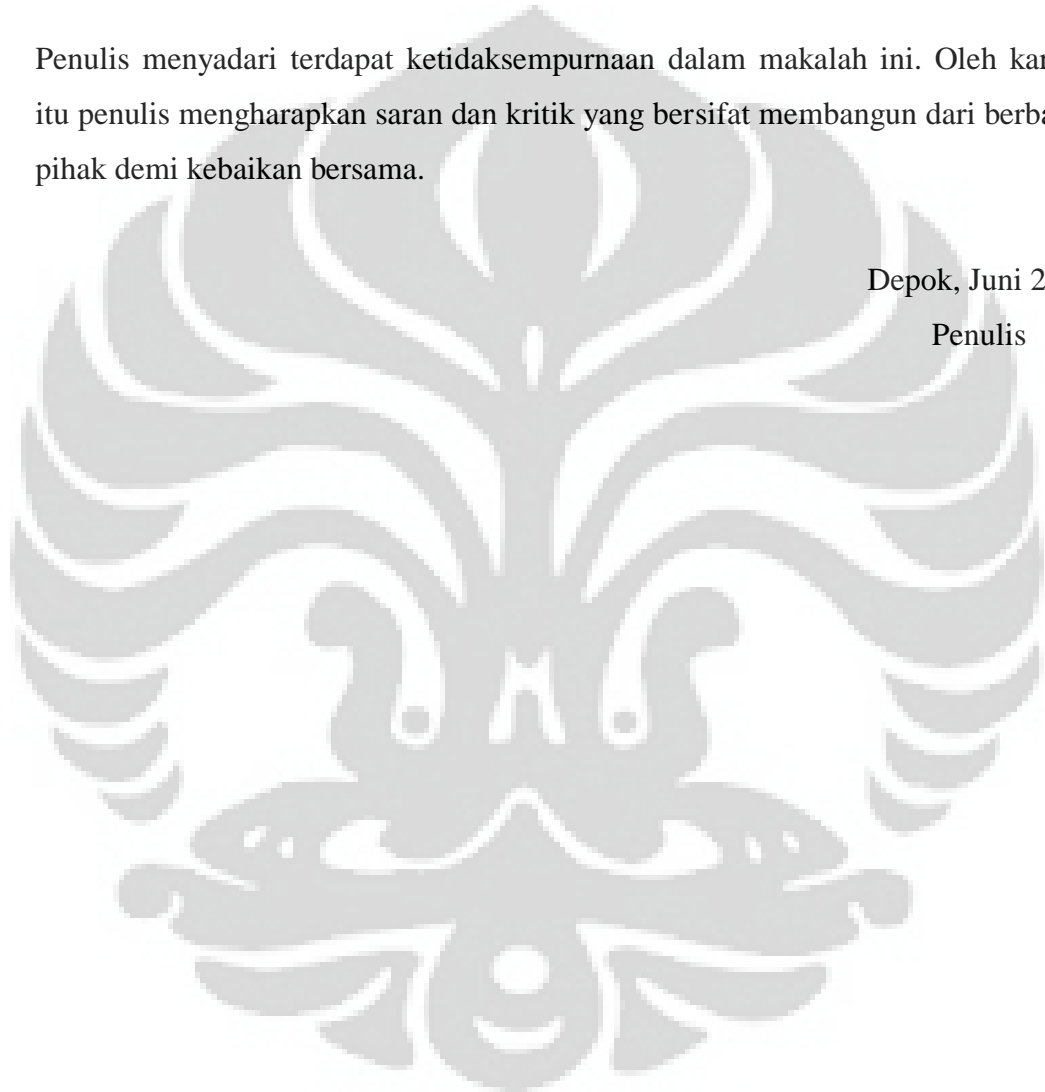 Penulis menyadari terdapat ketidaksempurnaan dalam makalah ini. Oleh kar
itu penulis mengharapkan saran dan kritik yang bersifat membangun dari berba
pihak demi kebaikan bersama.
Depok, Juni 2
Penulis